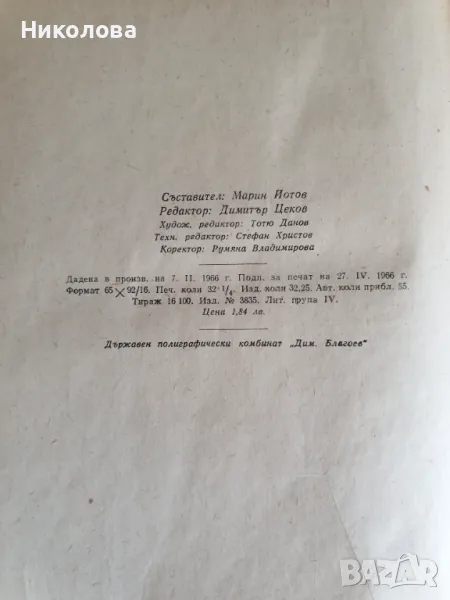 Николова
Съставител: Марин Йотов
Редактор: Димитър Цеков
Худож. редактор: Тотю Данов
Техн. редактор: Стефан Христов
Коректор: Румяна Владимирова
Дадена в произв. на 7. II. 1966 г. Подп. за печат на 27. IV. 1966 г.
Формат 65×92/16. Печ. коли 32 1/4. Изд. коли 32,25. Авт. коли прибл. 35
Тираж 16 100. Изд. № 3835. Лит. група IV.
Цена 1,84 лв.
Държавен полиграфически комбинат „Дим. Благоев“
bazar